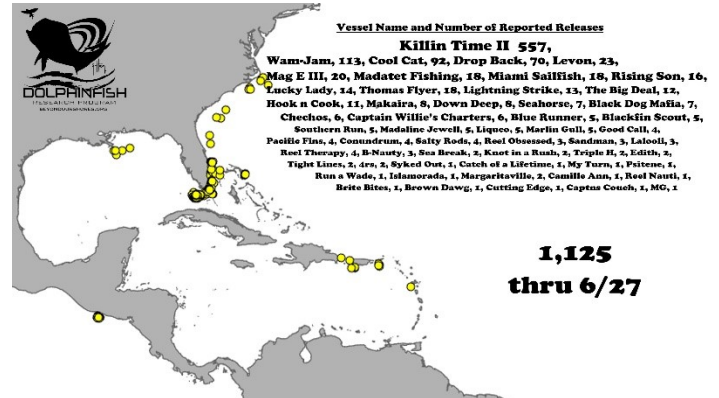 Vessel Name and Number of Reported Releases
Killin Time II 557,
Wam-Jam, 113, Cool Cat, 92, Drop Back, 70, Levon, 23,
Mag E III, 20, Madatet Fishing, 18, Miami Sailfish, 18, Rising Son, 16,
Lucky Lady, 14, Thomas Flyer, 18, Lightning Strike, 13, The Big Deal, 12,
Hook n Cook, 11, Makaira, 8, Down Deep, 8, Seahorse, 7, Black Dog Mafia, 7,
Chechos, 6, Captain Willie's Charters, 6, Blue Runner, 5, Blackfin Scout, 5,
Southern Run, 5, Madaline Jewell, 5, Liqueo, 5, Marlin Gull, 5, Good Call, 4,
Pacific Fins, 4, Conundrum, 4, Salty Rods, 4, Reel Obsessed, 3, Sandman, 3, Lalooli, 3,
Reel Therapy, 4, B-Nauty, 3, Sea Break, 2, Knot in a Rush, 2, Triple H, 2, Edith, 2,
Tight Lines, 2, 4rs, 2, Syked Out, 1, Catch of a Lifetime, 1, My Turn, 1, Psitene, 1,
Run a Wade, 1, Islamorada, 1, Margaritaville, 2, Camille Ann, 1, Reel Nauti, 1,
Brite Bites, 1, Brown Dawg, 1, Cutting Edge, 1, Captns Couch, 1, MG, 1
DOLPHINFISH
RESEARCH PROGRAM
BEYONDOURSHORES.ORG
1,125
thru 6/27